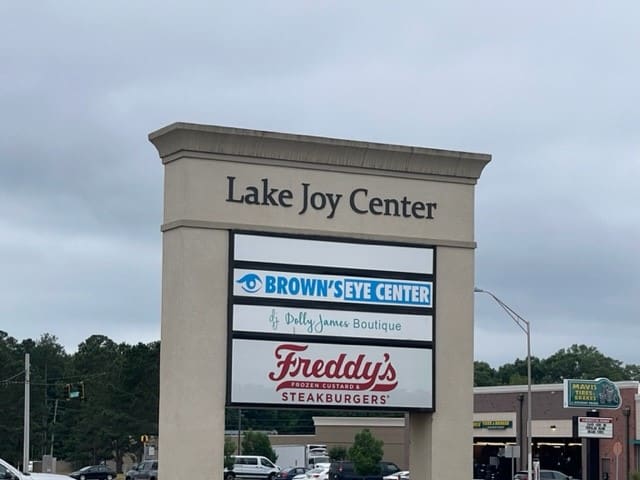 Lake Joy Center
BROWN'S EYE CENTER
dj Dolly James Boutique
Freddy's
FROZEN CUSTARD &
STEAKBURGERS
MAVIS
TIRES
BRAKES